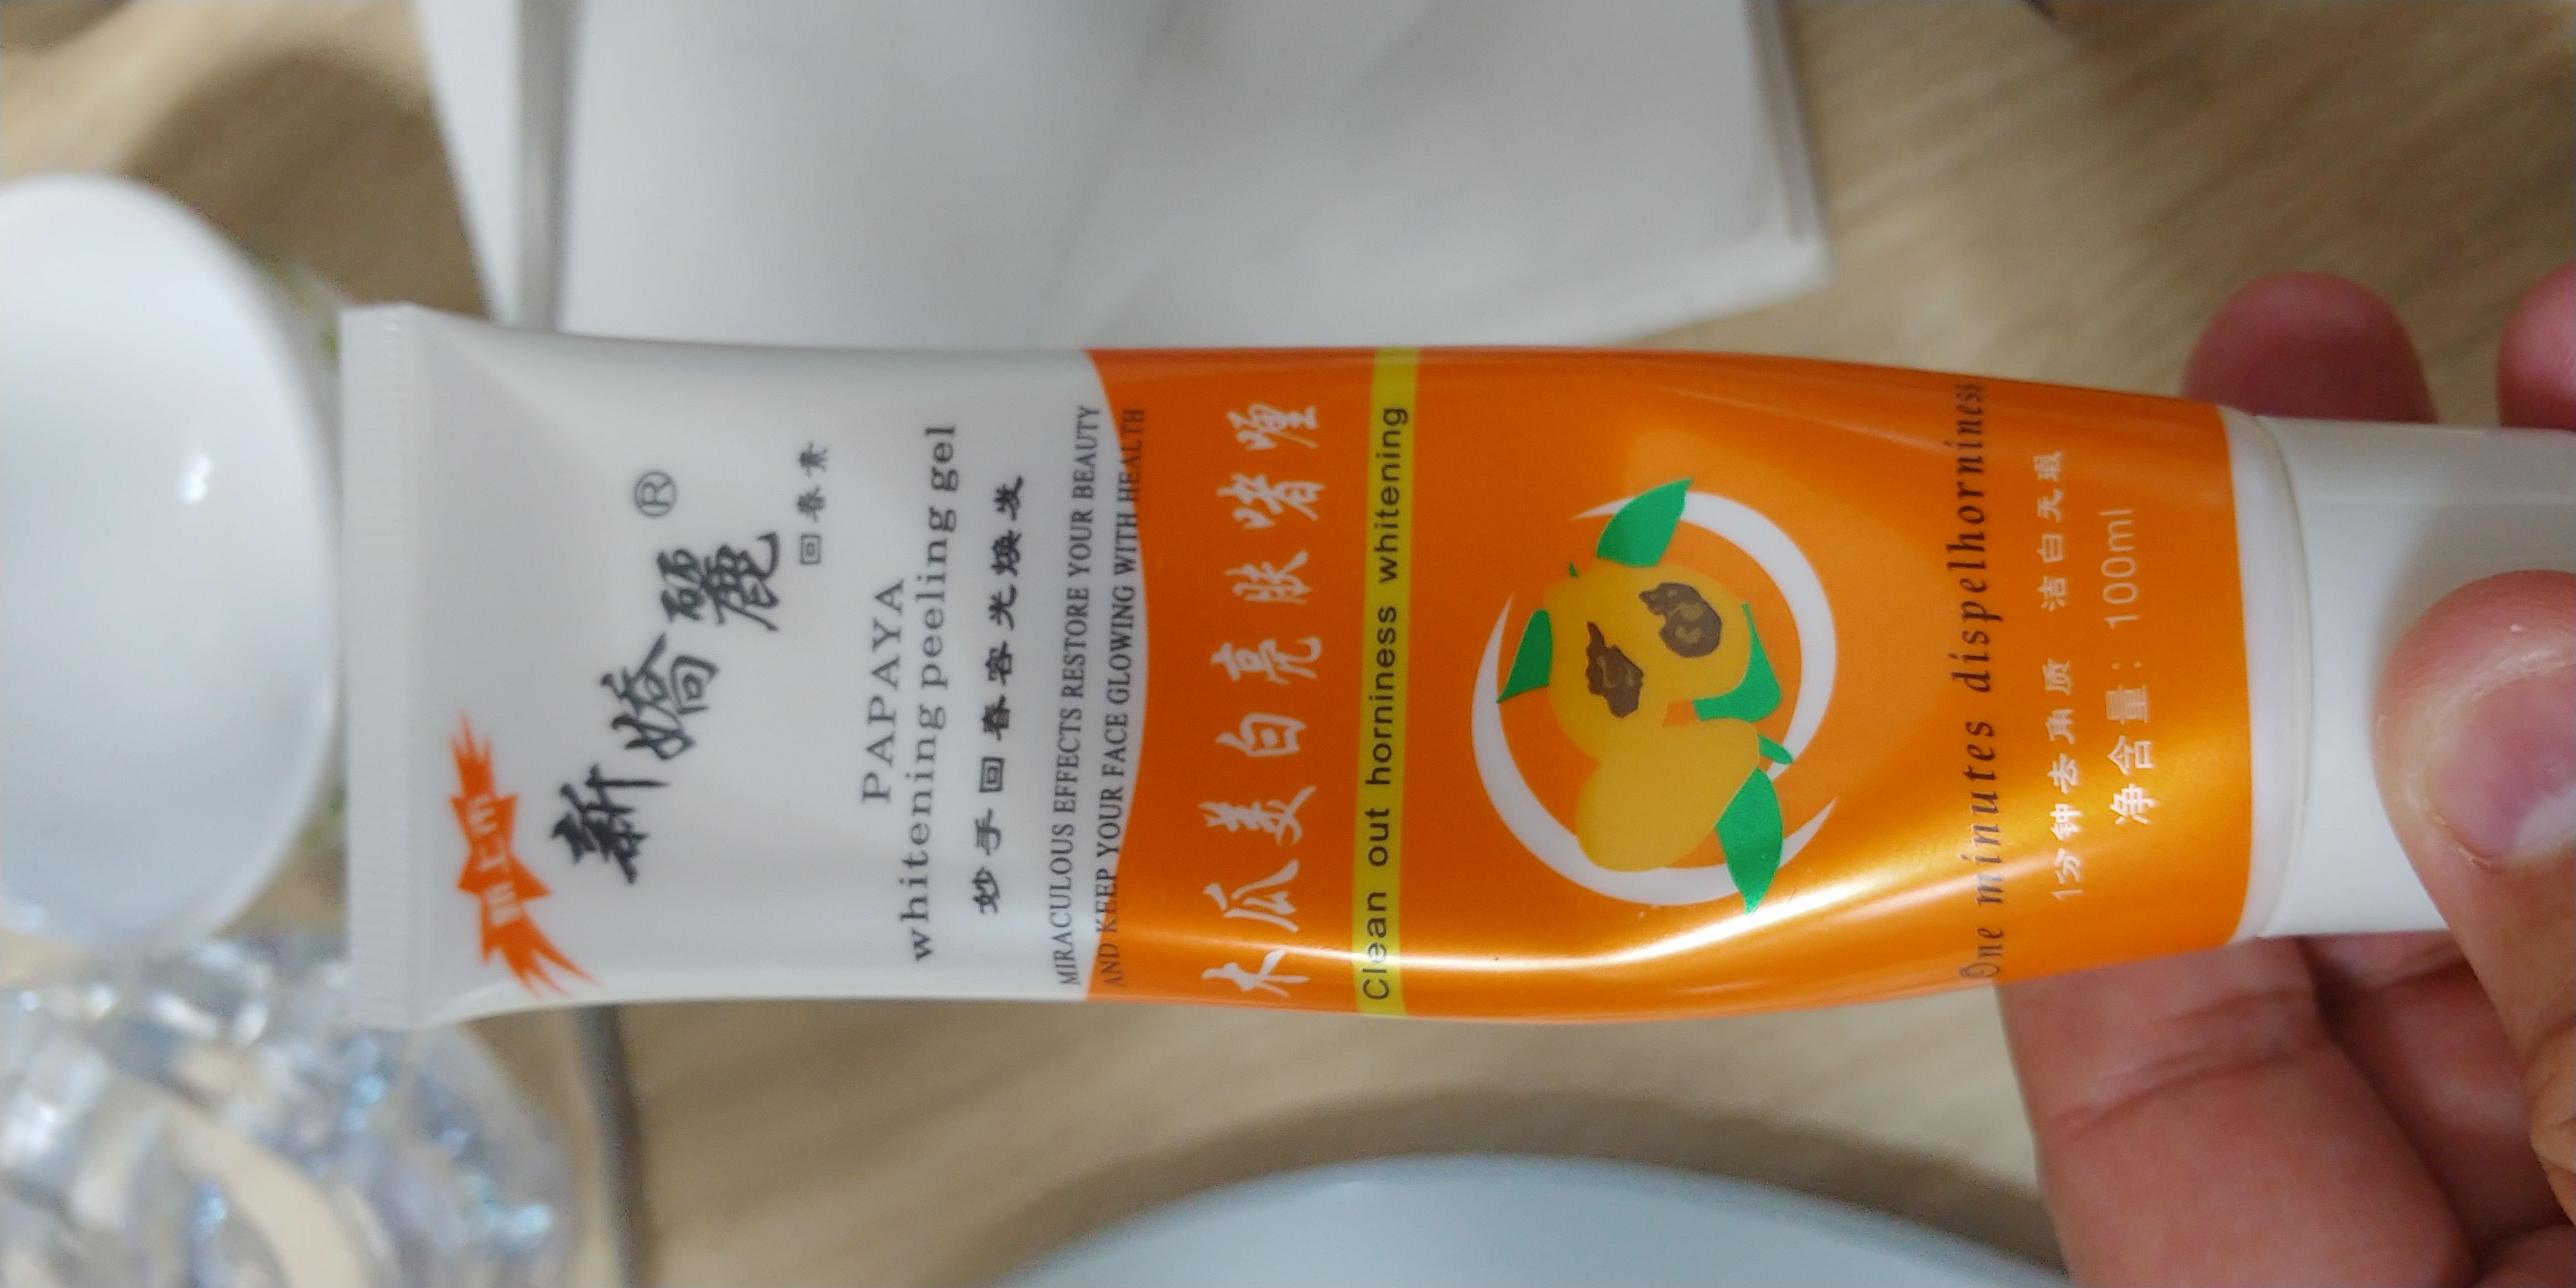 新上市
新嬌麗®
回春素
PAPAYA
whitening peeling gel
妙手回春容光焕发
MIRACULOUS EFFECTS RESTORE YOUR BEAUTY
AND KEEP YOUR FACE GLOWING WITH HEALTH
木瓜美白亮肤啫喱
Clean out horniness whitening
One minutes dispelhorniness
1分钟去角质 洁白无瑕
净含量: 100ml